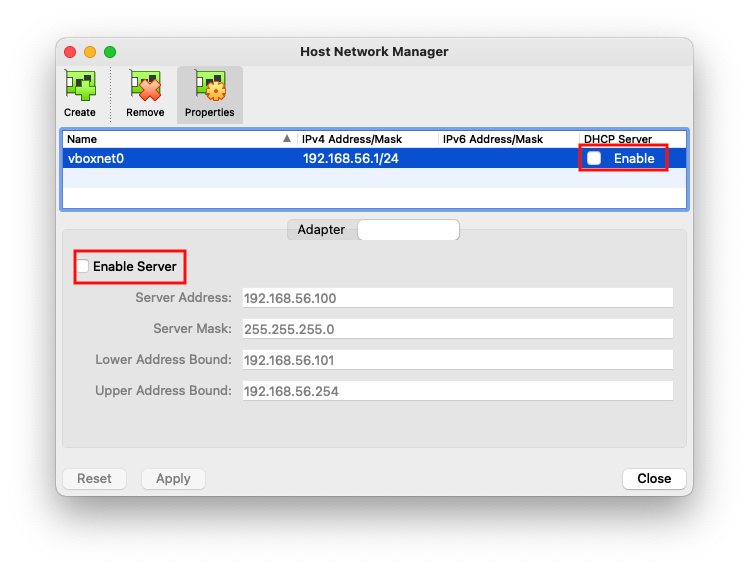 Host Network Manager
Create Remove Properties
Name IPv4 Address/Mask IPv6 Address/Mask DHCP Server
vboxnet0 192.168.56.1/24 Enable
Adapter
Enable Server
Server Address: 192.168.56.100
Server Mask: 255.255.255.0
Lower Address Bound: 192.168.56.101
Upper Address Bound: 192.168.56.254
Reset Apply Close